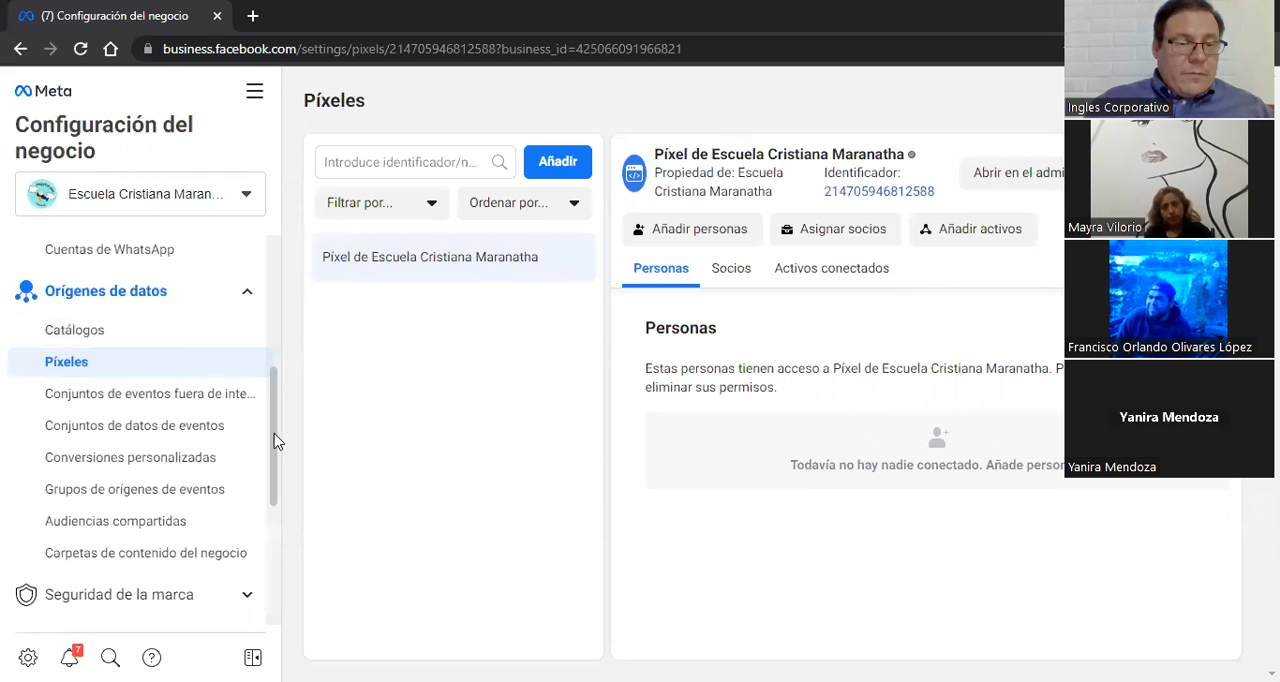 (7) Configuración del negocio
business.facebook.com/settings/pixels/214705946812588?business_id=425066091966821
Meta
Configuración del
negocio
Escuela Cristiana Maran...
Cuentas de WhatsApp
Orígenes de datos
Catálogos
Píxeles
Conjuntos de eventos fuera de inte...
Conjuntos de datos de eventos
Conversiones personalizadas
Grupos de orígenes de eventos
Audiencias compartidas
Carpetas de contenido del negocio
Seguridad de la marca
7
Píxeles
Introduce identificador/n...
Añadir
Filtrar por...
Ordenar por...
Píxel de Escuela Cristiana Maranatha
Píxel de Escuela Cristiana Maranatha
Propiedad de: Escuela
Cristiana Maranatha
Identificador:
214705946812588
Abrir en el admi
Añadir personas
Asignar socios
Añadir activos
Personas
Socios
Activos conectados
Personas
Estas personas tienen acceso a Píxel de Escuela Cristiana Maranatha. P
eliminar sus permisos.
Todavía no hay nadie conectado. Añade person
Ingles Corporativo
Mayra Vilorio
Francisco Orlando Olivares López
Yanira Mendoza
Yanira Mendoza